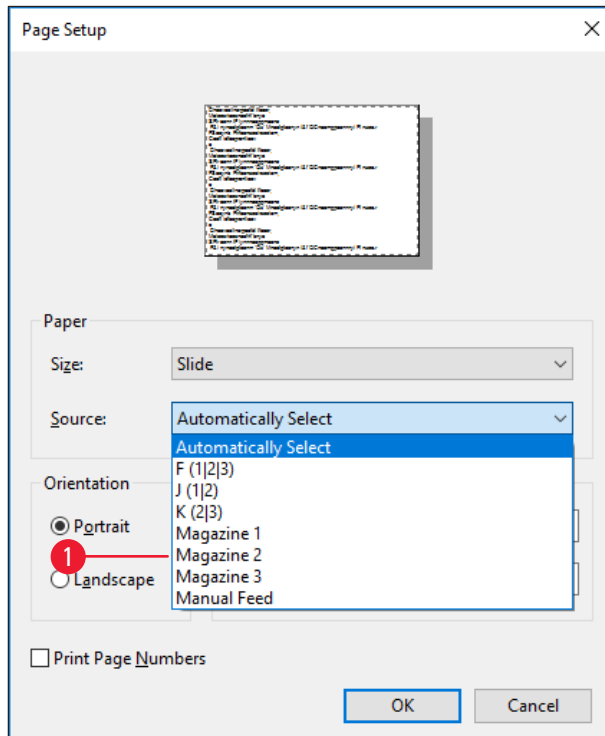 Page Setup
Paper
Size: Slide
Source: Automatically Select
Automatically Select
F (1|2|3)
J (1|2)
K (2|3)
Magazine 1
Magazine 2
Magazine 3
Manual Feed
Orientation
Portrait
1
Landscape
Print Page Numbers
OK Cancel